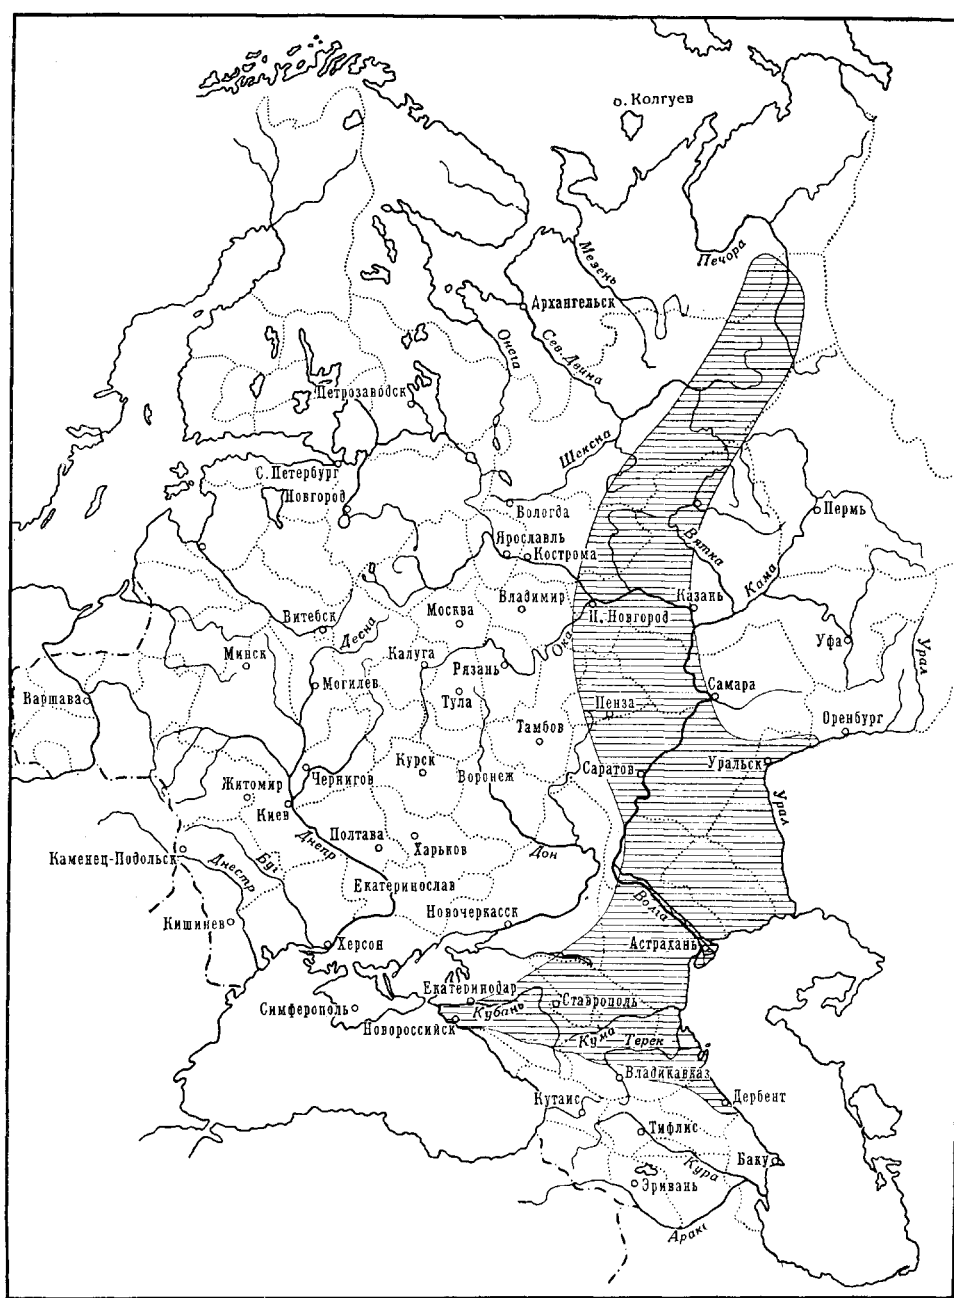 о. Колгуев
Печора
Мезень
Архангельск
Онега
Сев. Двина
Петрозаводск
Шексна
С. Петербург
Новгород
Вологда
Пермь
Ярославль
Кострома
Вятка
Кама
Казань
Владимир
Н. Новгород
Москва
Витебск
Десна
Ока
Уфа
Урал
Минск
Калуга
Рязань
Варшава
Могилев
Тула
Самара
Пенза
Оренбург
Тамбов
Курск
Воронеж
Саратов
Уральск
Чернигов
Житомир
Киев
Урал
Полтава
Харьков
Днепр
Каменец-Подольск
Днестр
Буг
Дон
Екатеринослав
Волга
Новочеркасск
Кишинев
Херсон
Астрахань
Екатеринодар
Симферополь
Кубань
Ставрополь
Новороссийск
Кума
Терек
Владикавказ
Кутаис
Дербент
Тифлис
Кура
Баку
Эривань
Аракс